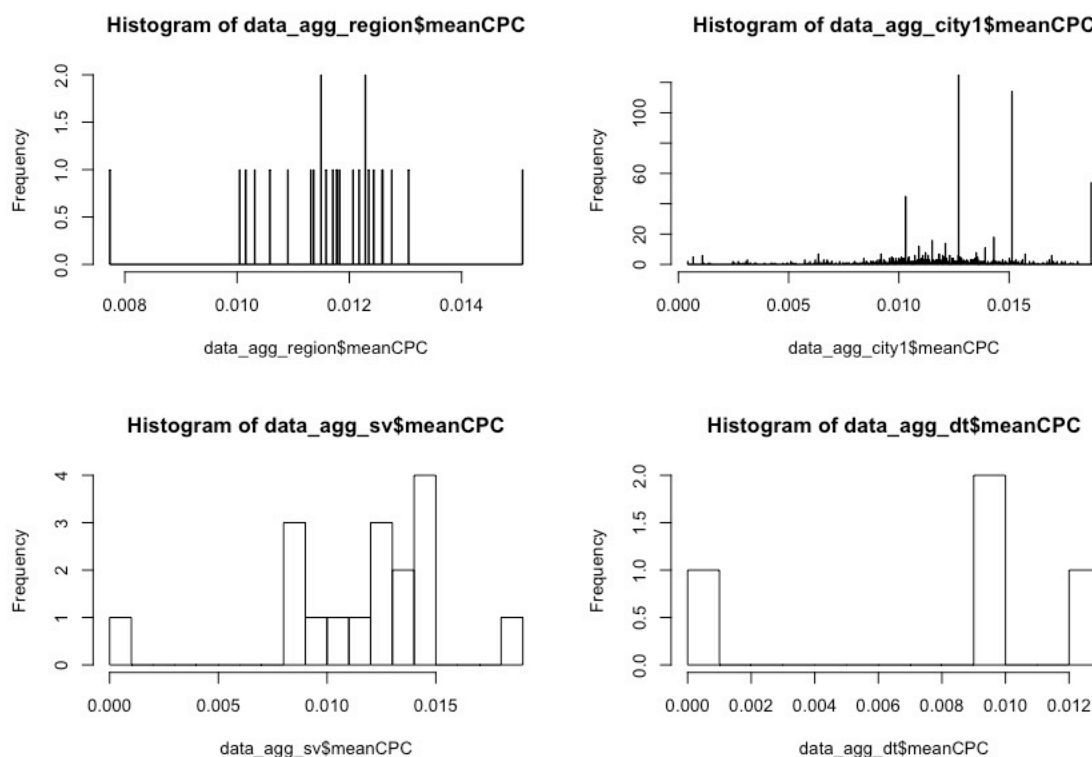 Histogram of data_agg_region$meanCPC
Frequency
0.0 0.5 1.0 1.5 2.0
0.008 0.010 0.012 0.014
data_agg_region$meanCPC
Histogram of data_agg_city1$meanCPC
Frequency
0 20 60 100
0.000 0.005 0.010 0.015
data_agg_city1$meanCPC
Histogram of data_agg_sv$meanCPC
Frequency
0 1 2 3 4
0.000 0.005 0.010 0.015
data_agg_sv$meanCPC
Histogram of data_agg_dt$meanCPC
Frequency
0.0 0.5 1.0 1.5 2.0
0.000 0.002 0.004 0.006 0.008 0.010 0.012
data_agg_dt$meanCPC